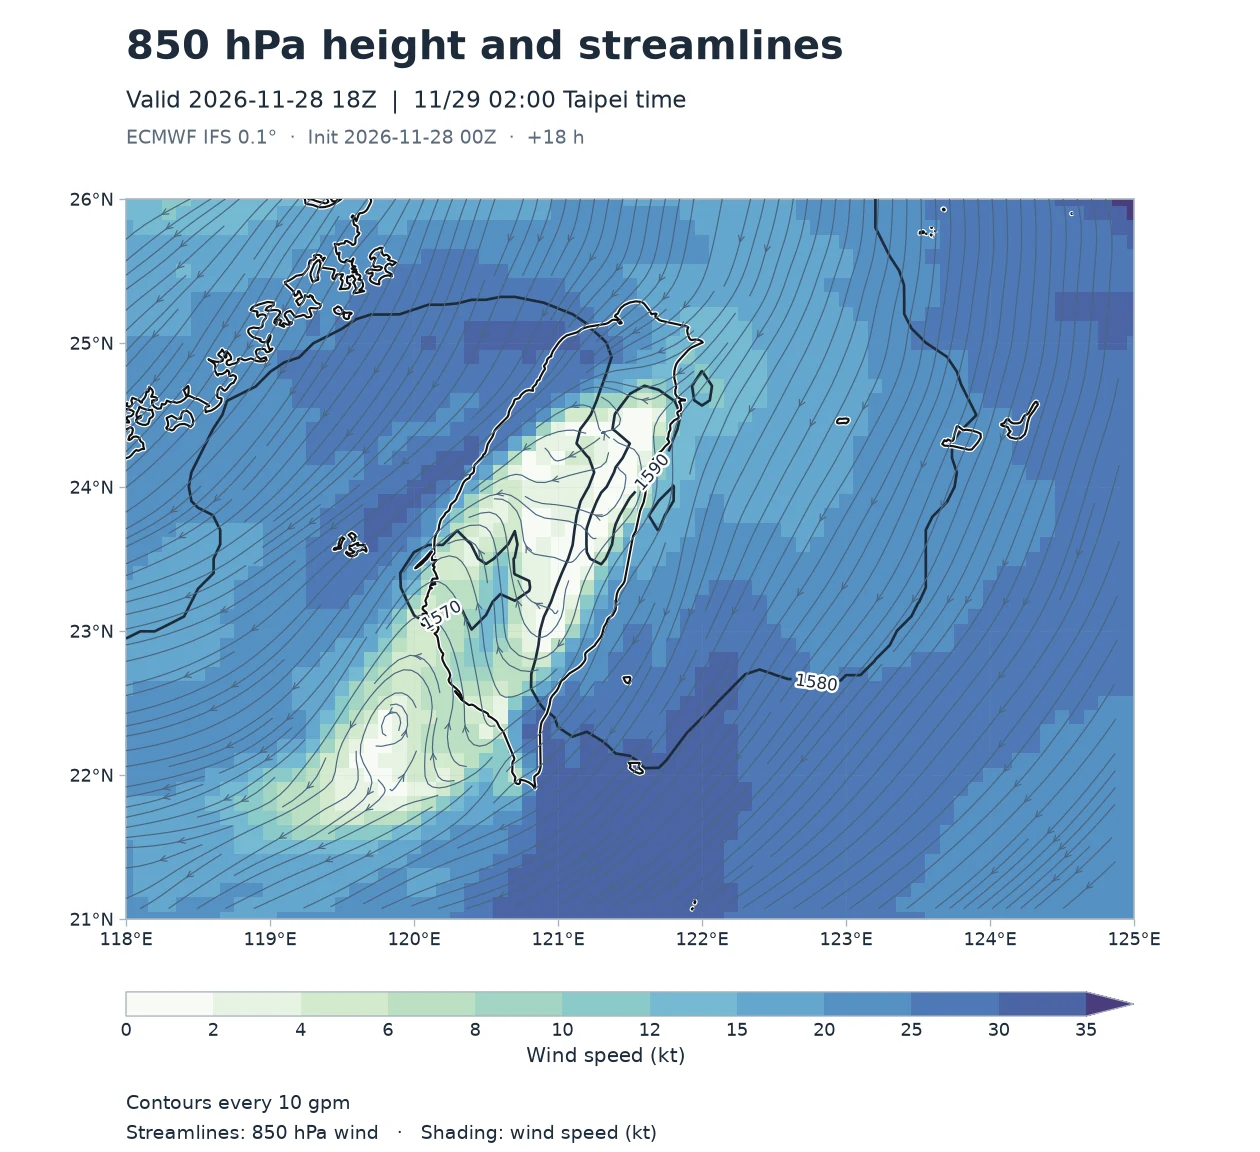 850 hPa height and streamlines
Valid 2026-11-28 18Z | 11/29 02:00 Taipei time
ECMWF IFS 0.1° · Init 2026-11-28 00Z · +18 h
26°N
25°N
24°N
23°N
22°N
21°N
1590
1570
1580
118°E 119°E 120°E 121°E 122°E 123°E 124°E 125°E
0 2 4 6 8 10 12 15 20 25 30 35
Wind speed (kt)
Contours every 10 gpm
Streamlines: 850 hPa wind · Shading: wind speed (kt)